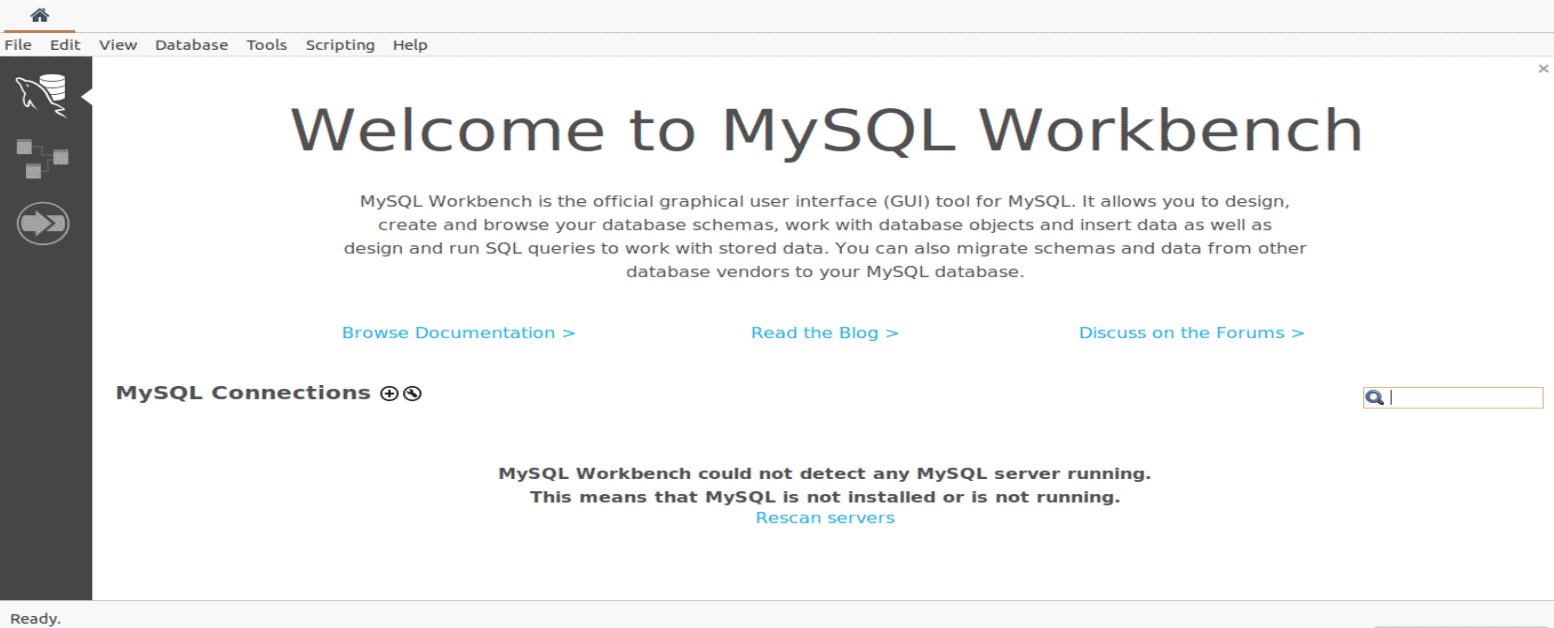 File Edit View Database Tools Scripting Help
Welcome to MySQL Workbench
MySQL Workbench is the official graphical user interface (GUI) tool for MySQL. It allows you to design,
create and browse your database schemas, work with database objects and insert data as well as
design and run SQL queries to work with stored data. You can also migrate schemas and data from other
database vendors to your MySQL database.
Browse Documentation > Read the Blog > Discuss on the Forums >
MySQL Connections
MySQL Workbench could not detect any MySQL server running.
This means that MySQL is not installed or is not running.
Rescan servers
Ready.